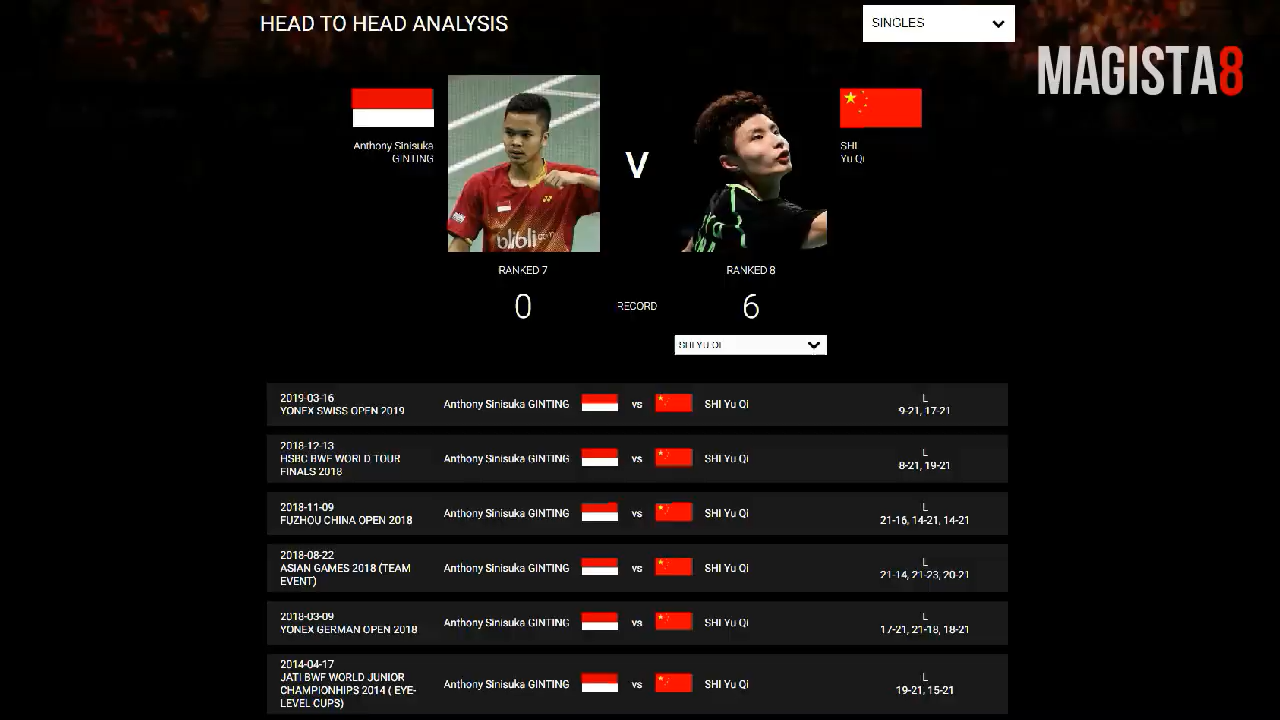 HEAD TO HEAD ANALYSIS
SINGLES
MAGISTA8
Anthony Sinisuka
GINTING
V
SHI
Yu Qi
blibli.com
RANKED 7
RANKED 8
0
RECORD
6
SHI YU QI
2019-03-16
YONEX SWISS OPEN 2019
Anthony Sinisuka GINTING vs SHI Yu Qi
L
9-21, 17-21
2018-12-13
HSBC BWF WORLD TOUR
FINALS 2018
Anthony Sinisuka GINTING vs SHI Yu Qi
L
8-21, 19-21
2018-11-09
FUZHOU CHINA OPEN 2018
Anthony Sinisuka GINTING vs SHI Yu Qi
L
21-16, 14-21, 14-21
2018-08-22
ASIAN GAMES 2018 (TEAM
EVENT)
Anthony Sinisuka GINTING vs SHI Yu Qi
L
21-14, 21-23, 20-21
2018-03-09
YONEX GERMAN OPEN 2018
Anthony Sinisuka GINTING vs SHI Yu Qi
L
17-21, 21-18, 18-21
2014-04-17
JATI BWF WORLD JUNIOR
CHAMPIONHIPS 2014 ( EYE-
LEVEL CUPS)
Anthony Sinisuka GINTING vs SHI Yu Qi
L
19-21, 15-21